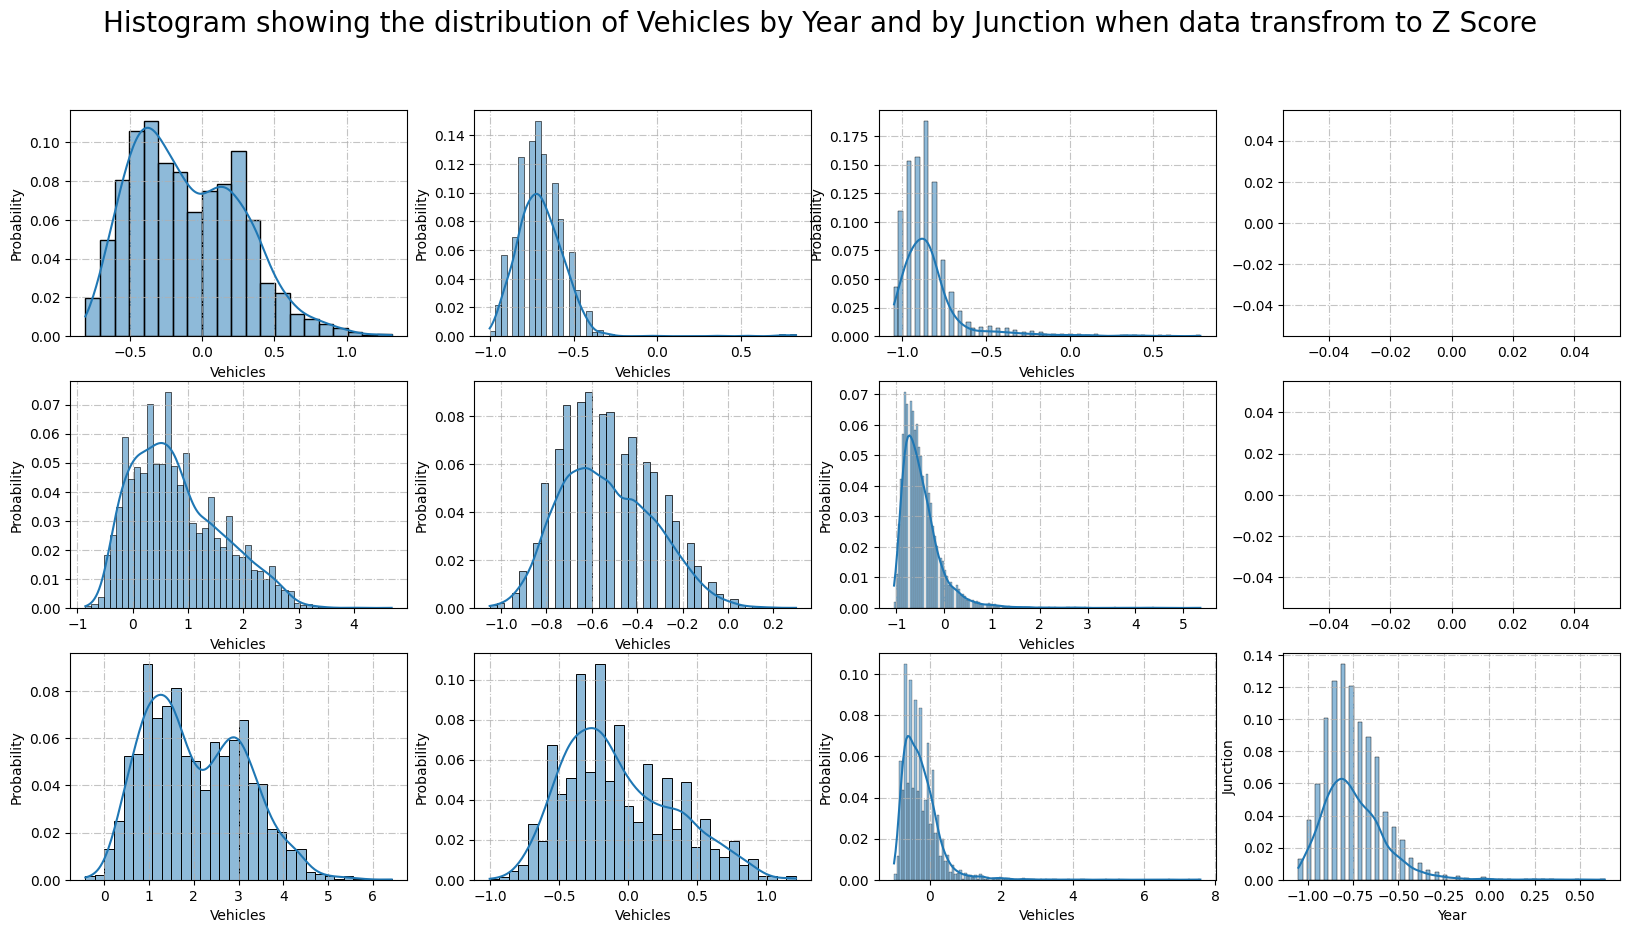 Histogram showing the distribution of Vehicles by Year and by Junction when data transfrom to Z Score
Probability
0.10
0.08
0.06
0.04
0.02
0.00
−0.5 0.0 0.5 1.0
Vehicles
Probability
0.14
0.12
0.10
0.08
0.06
0.04
0.02
0.00
−1.0 −0.5 0.0 0.5
Vehicles
Probability
0.175
0.150
0.125
0.100
0.075
0.050
0.025
0.000
−1.0 −0.5 0.0 0.5
Vehicles
0.04
0.02
0.00
−0.02
−0.04
−0.04 −0.02 0.00 0.02 0.04
Probability
0.07
0.06
0.05
0.04
0.03
0.02
0.01
0.00
−1 0 1 2 3 4
Vehicles
Probability
0.08
0.06
0.04
0.02
0.00
−1.0 −0.8 −0.6 −0.4 −0.2 0.0 0.2
Vehicles
Probability
0.07
0.06
0.05
0.04
0.03
0.02
0.01
0.00
−1 0 1 2 3 4 5
Vehicles
0.04
0.02
0.00
−0.02
−0.04
−0.04 −0.02 0.00 0.02 0.04
Probability
0.08
0.06
0.04
0.02
0.00
0 1 2 3 4 5 6
Vehicles
Probability
0.10
0.08
0.06
0.04
0.02
0.00
−1.0 −0.5 0.0 0.5 1.0
Vehicles
Probability
0.10
0.08
0.06
0.04
0.02
0.00
0 2 4 6 8
Vehicles
Junction
0.14
0.12
0.10
0.08
0.06
0.04
0.02
0.00
−1.00 −0.75 −0.50 −0.25 0.00 0.25 0.50
Year